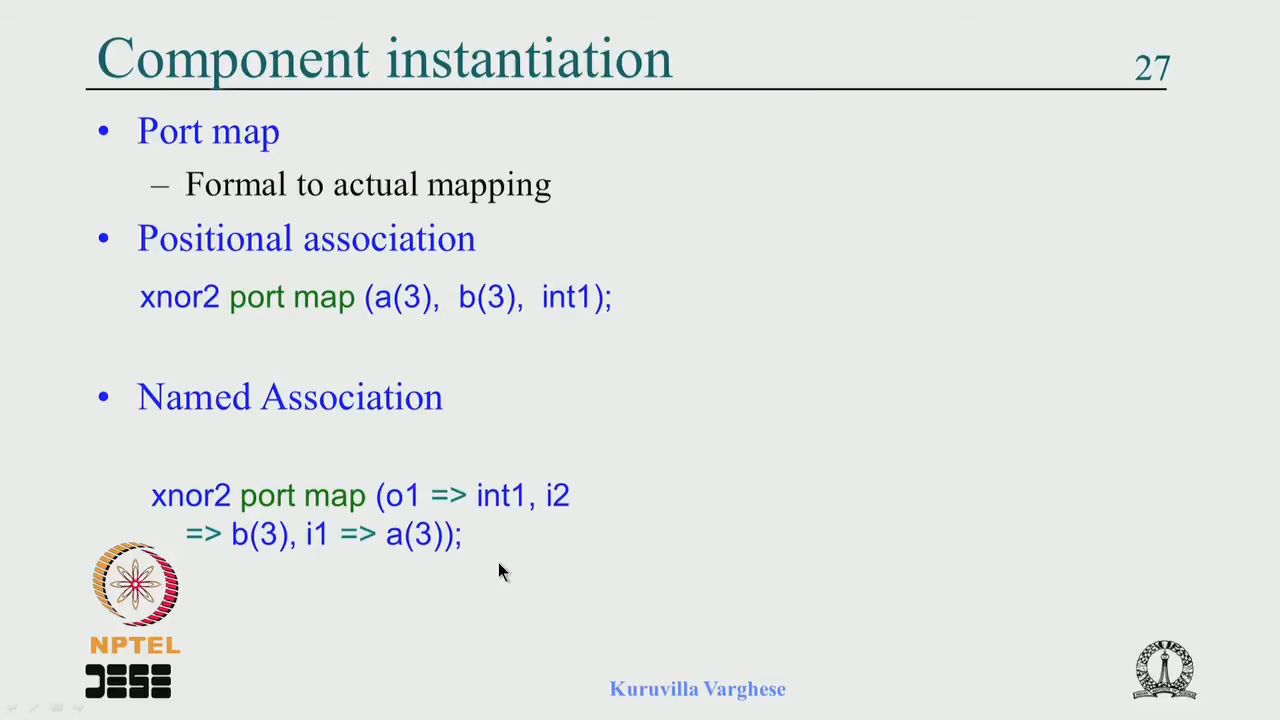 Component instantiation
27
• Port map
– Formal to actual mapping
• Positional association
xnor2 port map (a(3), b(3), int1);
• Named Association
xnor2 port map (o1 => int1, i2
=> b(3), i1 => a(3));
NPTEL
DESE
Kuruvilla Varghese